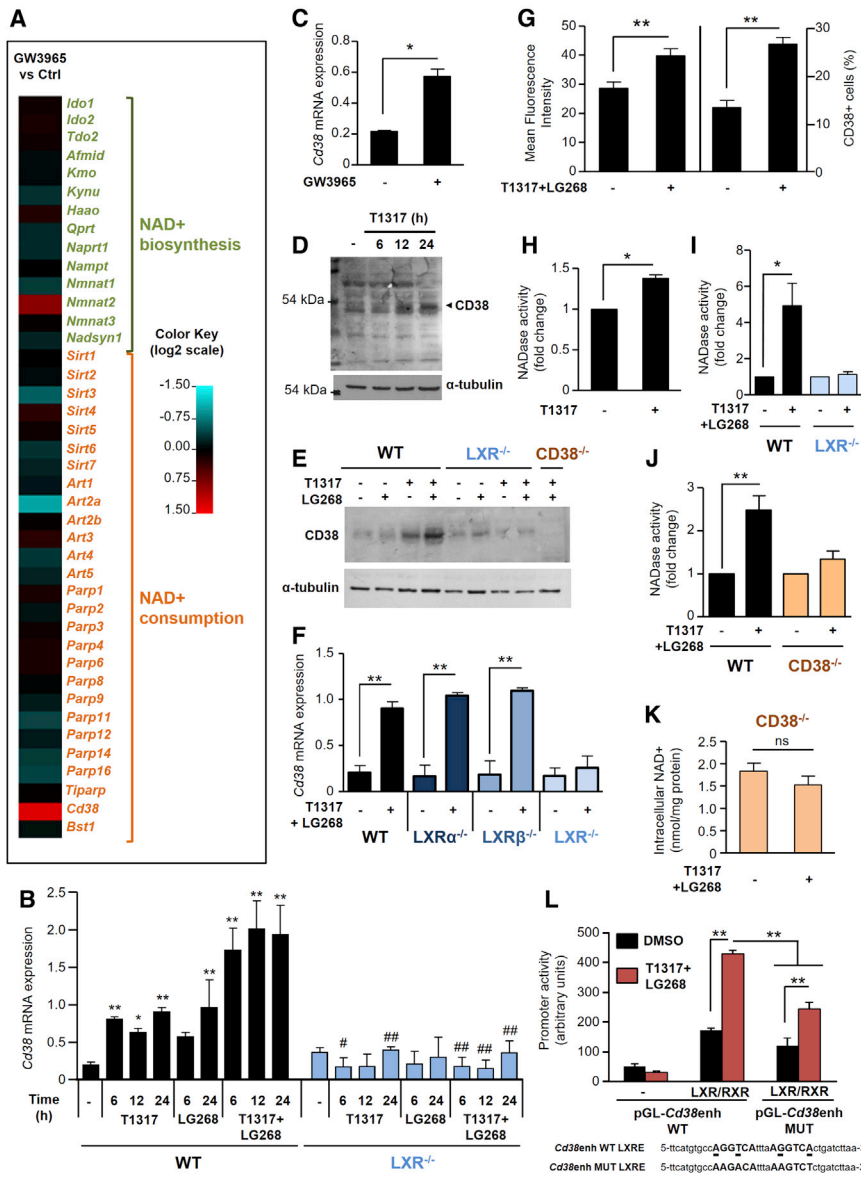 A
GW3965
vs Ctrl
Ido1
Ido2
Tdo2
Afmid
Kmo
Kynu
Haao
Qprt
Naprt1
Nampt
Nmnat1
Nmnat2
Nmnat3
Nadsyn1
Sirt1
Sirt2
Sirt3
Sirt4
Sirt5
Sirt6
Sirt7
Art1
Art2a
Art2b
Art3
Art4
Art5
Parp1
Parp2
Parp3
Parp4
Parp6
Parp8
Parp9
Parp11
Parp12
Parp14
Parp16
Tiparp
Cd38
Bst1
NAD+
biosynthesis
Color Key
(log2 scale)
-1.50
-0.75
0.00
0.75
1.50
NAD+
consumption
C
Cd38 mRNA expression
0.8
0.6
0.4
0.2
0
*
GW3965 - +
D
T1317 (h)
- 6 12 24
54 kDa
CD38
54 kDa
α-tubulin
E
WT LXR-/- CD38-/-
T1317 - - + + - - + + +
LG268 - + - + - + - + +
CD38
α-tubulin
F
Cd38 mRNA expression
1.5
1.0
0.5
0
** ** **
T1317 + LG268
- + - + - + - +
WT LXRα-/- LXRβ-/- LXR-/-
G
Mean Fluorescence
Intensity
60
50
40
30
20
10
0
** **
CD38+ cells (%)
30
20
10
0
T1317+LG268 - + - +
H
NADase activity
(fold change)
1.5
1
0.5
0
*
T1317 - +
I
NADase activity
(fold change)
8
6
4
2
0
*
T1317 - + - +
+LG268
WT LXR-/-
J
NADase activity
(fold change)
3
2
1
0
**
T1317 - + - +
+LG268
WT CD38-/-
K
CD38-/-
Intracellular NAD+
(nmol/mg protein)
2.5
2.0
1.5
1.0
0.5
0
ns
T1317
+LG268
- +
B
Cd38 mRNA expression
2.5
2.0
1.5
1.0
0.5
0
** * ** ** ** ** **
# ## ## ## ##
Time
(h)
- 6 12 24 6 24 6 12 24 - 6 12 24 6 24 6 12 24
T1317 LG268 T1317+
LG268
T1317 LG268 T1317+
LG268
WT LXR-/-
L
Promoter activity
(arbitrary units)
500
400
300
200
100
0
DMSO
T1317+
LG268
** ** **
- LXR/RXR LXR/RXR
pGL-Cd38enh
WT
pGL-Cd38enh
MUT
Cd38enh WT LXRE 5-ttcatgtgccAGGTCAtttaAGGTCActgatcttaa-3
Cd38enh MUT LXRE 5-ttcatgtgccAAGACAtttaAAGTCTctgatcttaa-3